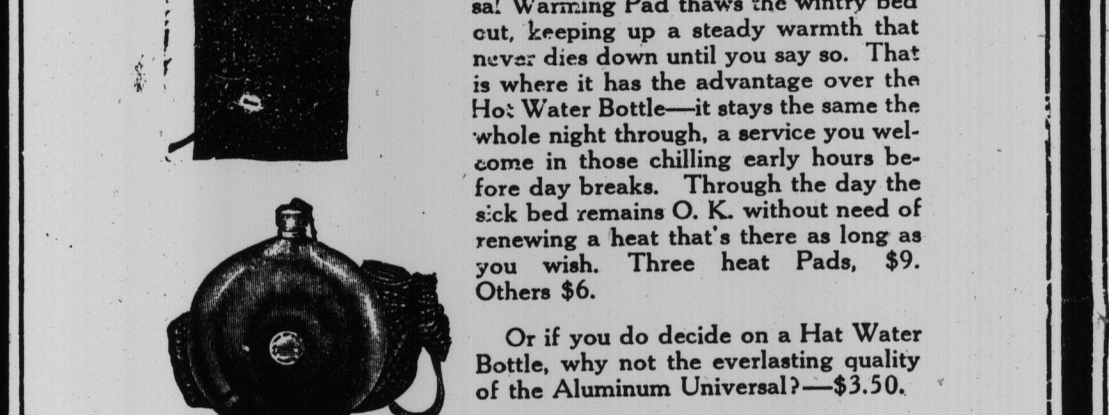 sal Warming Pad thaws the wintry bed
out, keeping up a steady warmth that
never dies down until you say so. That
is where it has the advantage over the
Hot Water Bottle—it stays the same the
whole night through, a service you wel-
come in those chilling early hours be-
fore day breaks. Through the day the
sick bed remains O. K. without need of
renewing a heat that's there as long as
you wish. Three heat Pads, $9.
Others $6.
Or if you do decide on a Hat Water
Bottle, why not the everlasting quality
of the Aluminum Universal?—$3.50.